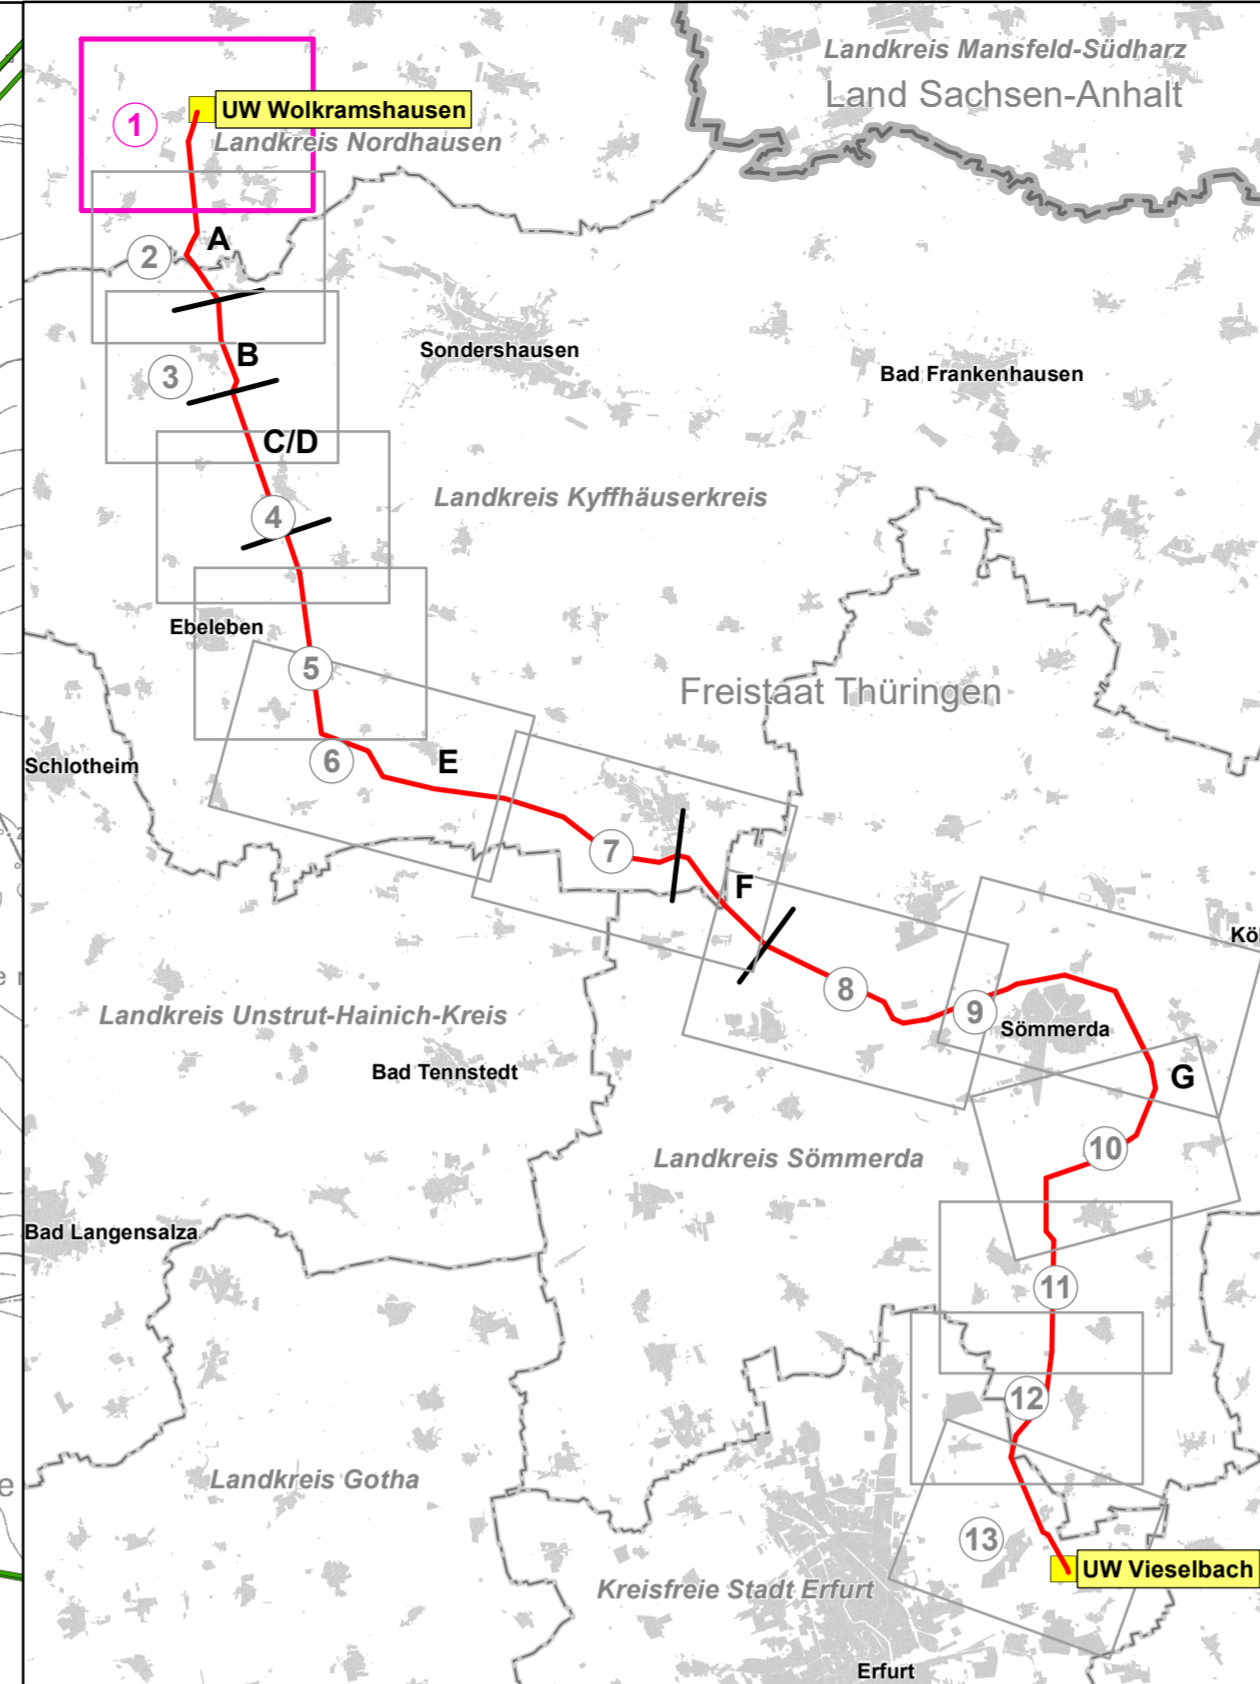 Landkreis Mansfeld-Südharz
Land Sachsen-Anhalt
UW Wolkramshausen
1
Landkreis Nordhausen
A
2
Sondershausen
B
Bad Frankenhausen
3
C/D
Landkreis Kyffhäuserkreis
4
Ebeleben
5
Freistaat Thüringen
Schlotheim
6
E
7
F
Kö
8
9
Landkreis Unstrut-Hainich-Kreis
Sömmerda
Bad Tennstedt
G
10
Landkreis Sömmerda
Bad Langensalza
11
12
Landkreis Gotha
13
UW Vieselbach
Kreisfreie Stadt Erfurt
Erfurt